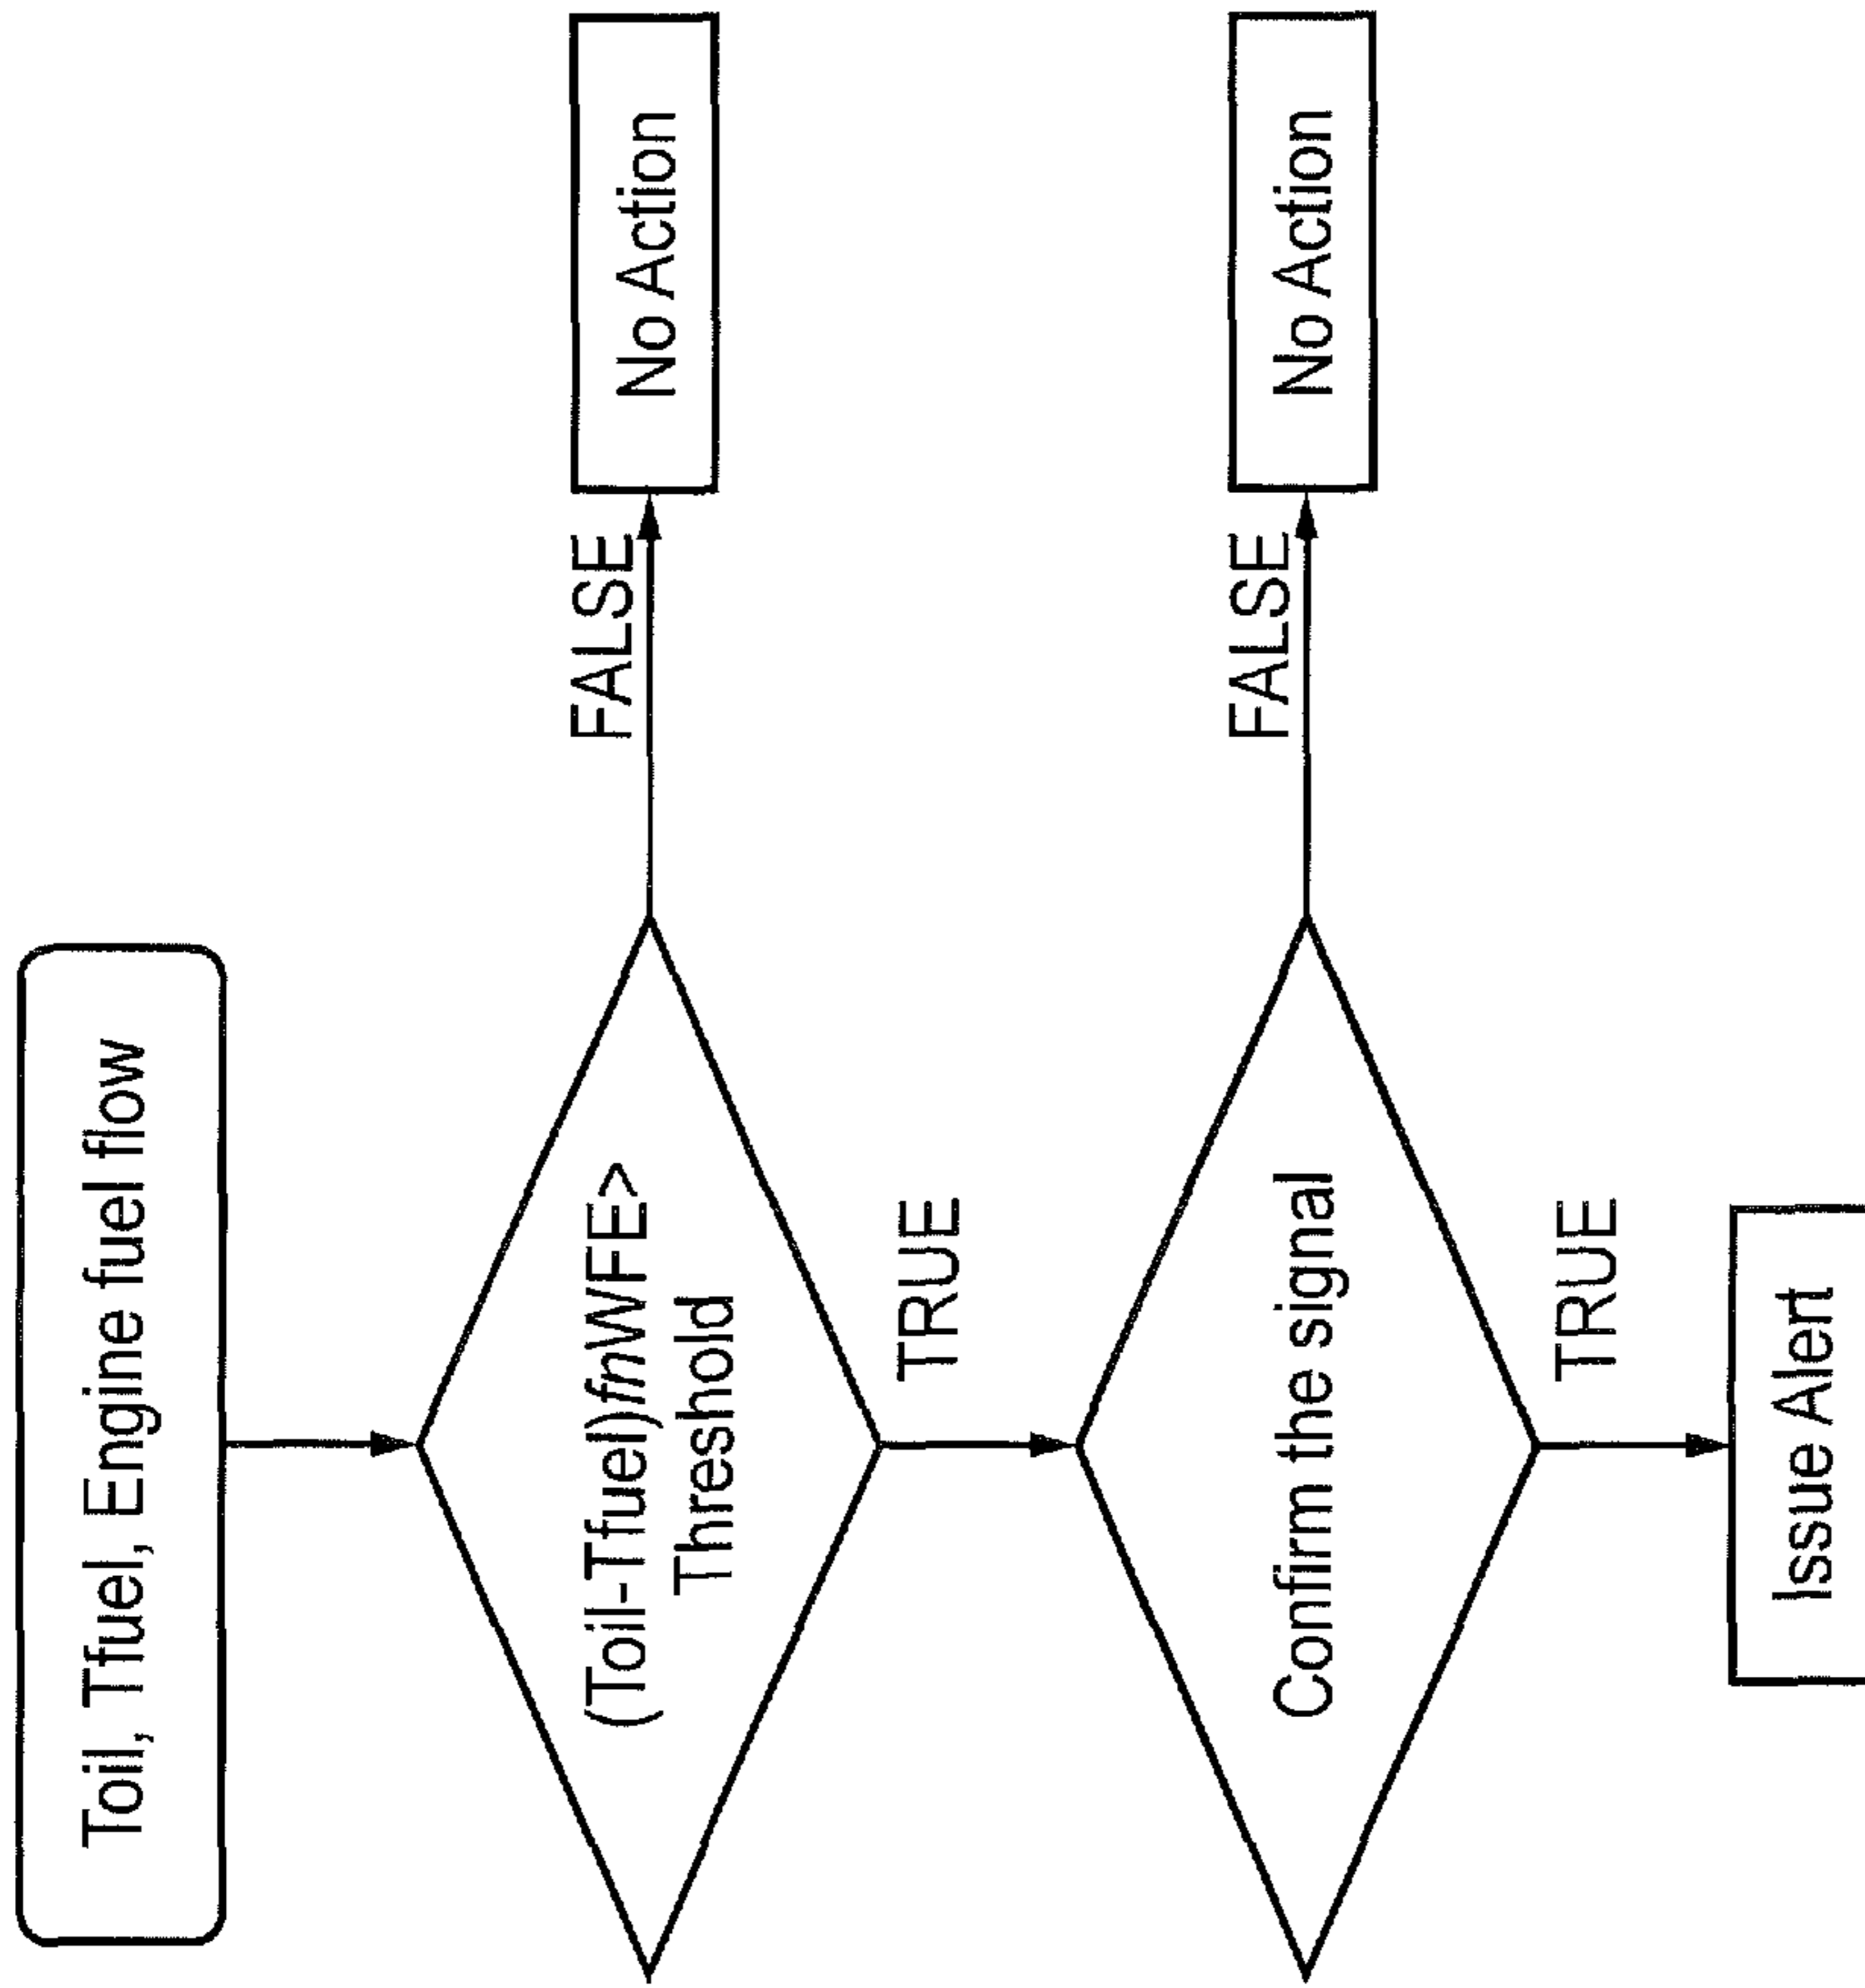 Toil, Tfuel, Engine fuel flow
(Toil-Tfuel)fnWFE>
Threshold
FALSE
No Action
TRUE
Confirm the signal
FALSE
No Action
TRUE
Issue Alert